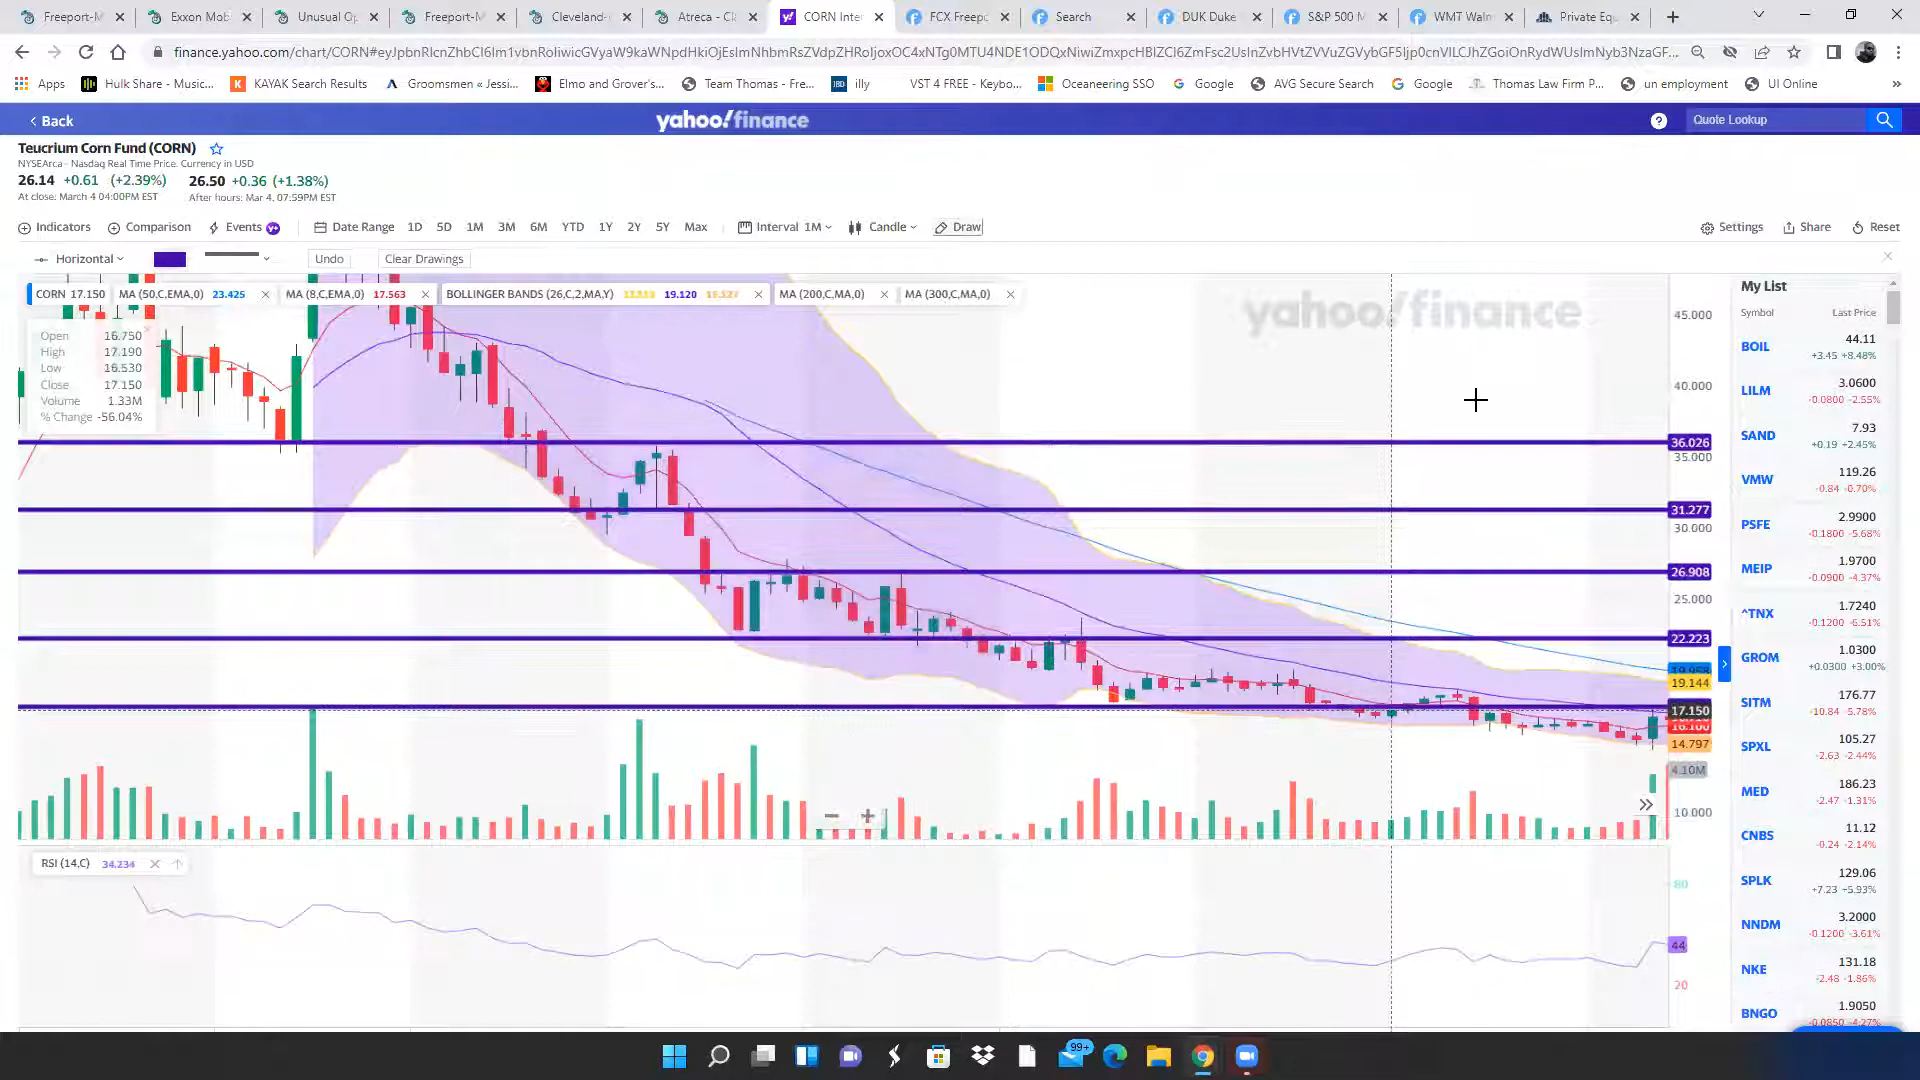 Freeport-M
Exxon Mob
Unusual Op
Freeport-M
Cleveland-
Atreca - Cl
CORN Inter
FCX Freepo
Search
DUK Duke
S&P 500 M
WMT Walm
Private Equ
Apps
Hulk Share - Music...
KAYAK Search Results
Groomsmen « Jessi...
Elmo and Grover's...
Team Thomas - Fre...
illy
VST 4 FREE - Keybo...
Oceaneering SSO
Google
AVG Secure Search
Google
Thomas Law Firm P...
un employment
UI Online
»
Back
yahoo!finance
Quote Lookup
Teucrium Corn Fund (CORN)
NYSEArca - Nasdaq Real Time Price. Currency in USD
26.14 +0.61 (+2.39%) 26.50 +0.36 (+1.38%)
At close: March 4 04:00PM EST After hours: Mar 4, 07:59PM EST
Indicators Comparison Events Y+ Date Range 1D 5D 1M 3M 6M YTD 1Y 2Y 5Y Max Interval 1M Candle Draw Settings Share Reset
Horizontal Undo Clear Drawings
CORN 17.150 MA (50,C,EMA,0) 23.425 MA (8,C,EMA,0) 17.563 BOLLINGER BANDS (26,C,2,MA,Y) 19.120 MA (200,C,MA,0) MA (300,C,MA,0)
yahoo!finance
Open 16.750
High 17.190
Low 16.530
Close 17.150
Volume 1.33M
% Change -56.04%
45.000
40.000
36.026
35.000
31.277
30.000
26.908
25.000
22.223
19.144
17.150
16.100
14.797
4.10M
10.000
RSI (14,C) 34.234
80
44
20
My List
Symbol Last Price
BOIL 44.11
+3.45 +8.48%
LILM 3.0600
-0.0800 -2.55%
SAND 7.93
+0.19 +2.45%
VMW 119.26
-0.84 -0.70%
PSFE 2.9900
-0.1800 -5.68%
MEIP 1.9700
-0.0900 -4.37%
^TNX 1.7240
-0.1200 -6.51%
GROM 1.0300
+0.0300 +3.00%
SITM 176.77
-10.84 -5.78%
SPXL 105.27
-2.63 -2.44%
MED 186.23
-2.47 -1.31%
CNBS 11.12
-0.24 -2.14%
SPLK 129.06
+7.23 +5.93%
NNDM 3.2000
-0.1200 -3.61%
NKE 131.18
-2.48 -1.86%
BNGO 1.9050
-0.0850 -4.27%
99+